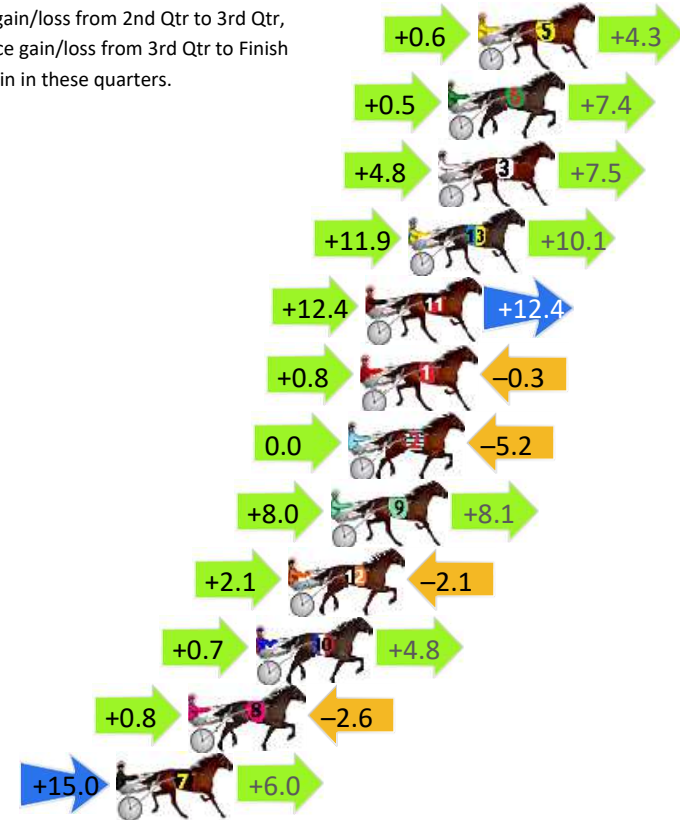 gain/loss from 2nd Qtr to 3rd Qtr,
ce gain/loss from 3rd Qtr to Finish
in in these quarters.
+0.6 5 +4.3
+0.5 6 +7.4
+4.8 3 +7.5
+11.9 13 +10.1
+12.4 11 +12.4
+0.8 1 –0.3
0.0 2 –5.2
+8.0 9 +8.1
+2.1 12 –2.1
+0.7 10 +4.8
+0.8 8 –2.6
+15.0 7 +6.0